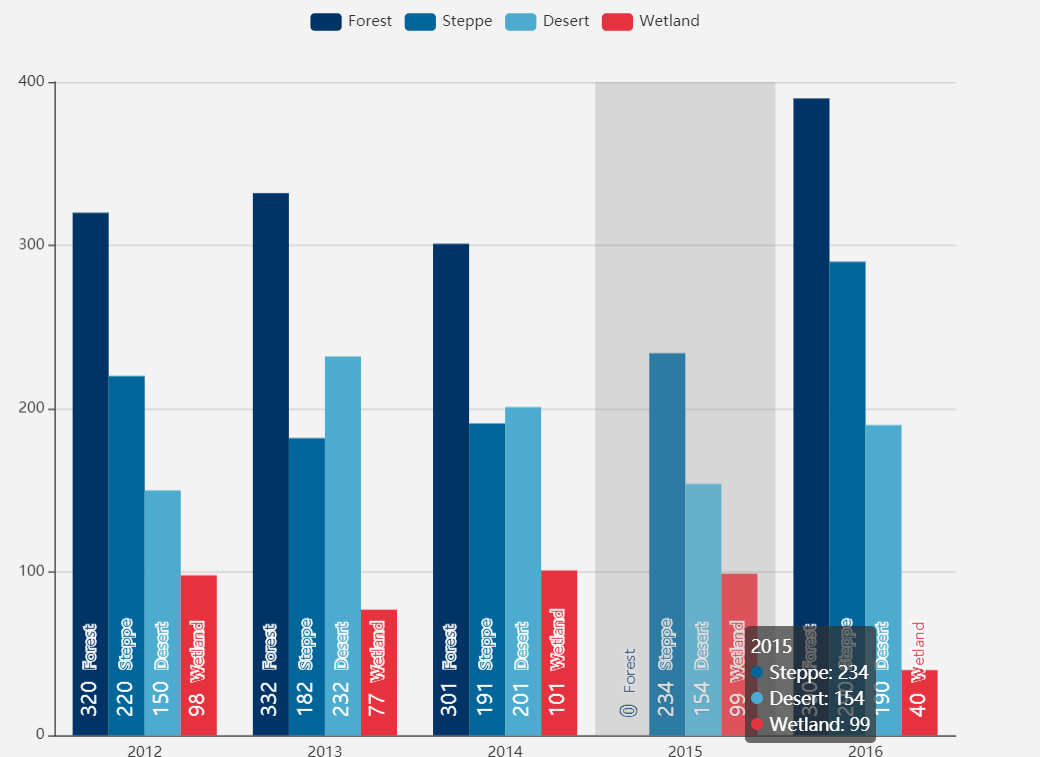 Forest Steppe Desert Wetland
400
300
200
100
0
320 Forest
220 Steppe
150 Desert
98 Wetland
332 Forest
182 Steppe
232 Desert
77 Wetland
301 Forest
191 Steppe
201 Desert
101 Wetland
0 Forest
234 Steppe
154 Desert
99 Wetland
Forest
Steppe
190 Desert
40 Wetland
2015
Steppe: 234
Desert: 154
Wetland: 99
2012 2013 2014 2015 2016